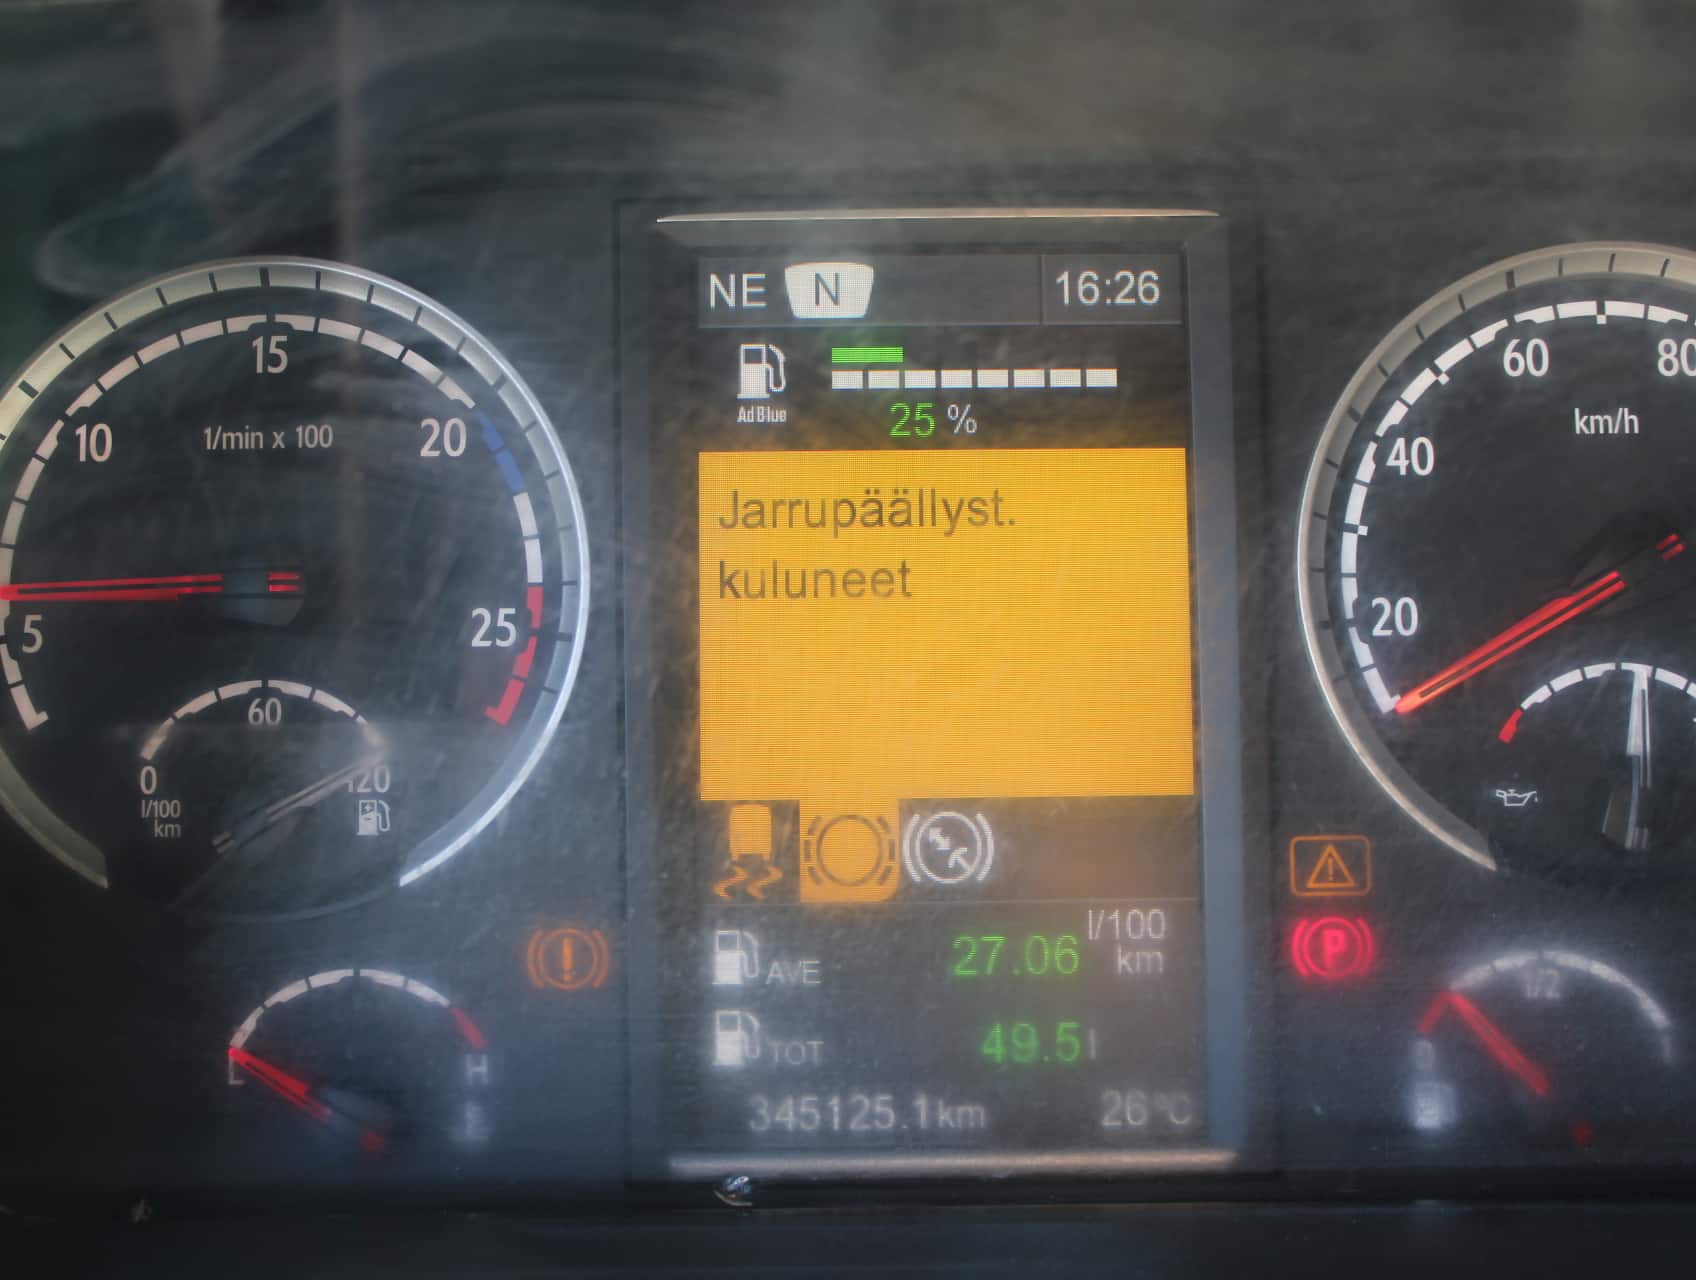 NE N 16:26
AdBlue
25 %
Jarrupäällyst.
kuluneet
AVE 27.06 l/100 km
TOT 49.5 l
345125.1km 26°C
5 10 15 20 25
1/min x 100
0 60 120
l/100
km
L H
20 40 60 80
km/h
P
1/2
0